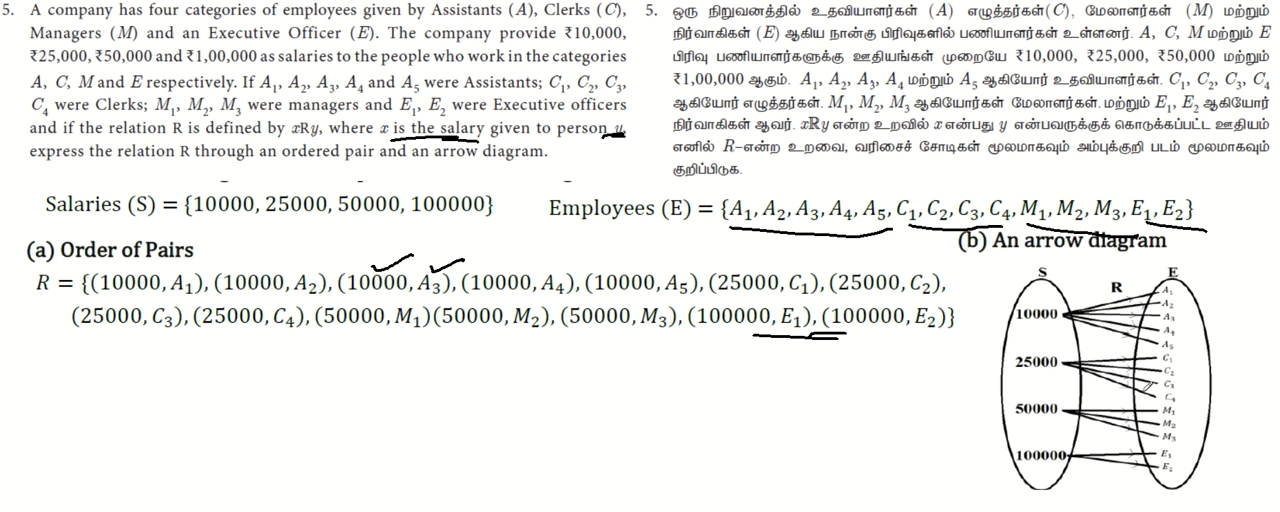 5. A company has four categories of employees given by Assistants (A), Clerks (C),
Managers (M) and an Executive Officer (E). The company provide ₹10,000,
₹25,000, ₹50,000 and ₹1,00,000 as salaries to the people who work in the categories
A, C, M and E respectively. If A₁, A₂, A₃, A₄ and A₅ were Assistants; C₁, C₂, C₃,
C₄ were Clerks; M₁, M₂, M₃ were managers and E₁, E₂ were Executive officers
and if the relation R is defined by xRy, where x is the salary given to person y,
express the relation R through an ordered pair and an arrow diagram.
5. ஒரு நிறுவனத்தில் உதவியாளர்கள் (A) எழுத்தர்கள்(C), மேலாளர்கள் (M) மற்றும்
நிர்வாகிகள் (E) ஆகிய நான்கு பிரிவுகளில் பணியாளர்கள் உள்ளனர். A, C, M மற்றும் E
பிரிவு பணியாளர்களுக்கு ஊதியங்கள் முறையே ₹10,000, ₹25,000, ₹50,000 மற்றும்
₹1,00,000 ஆகும். A₁, A₂, A₃, A₄ மற்றும் A₅ ஆகியோர் உதவியாளர்கள். C₁, C₂, C₃, C₄
ஆகியோர் எழுத்தர்கள். M₁, M₂, M₃ ஆகியோர்கள் மேலாளர்கள். மற்றும் E₁, E₂ ஆகியோர்
நிர்வாகிகள் ஆவர். xRy என்ற உறவில் x என்பது y என்பவருக்குக் கொடுக்கப்பட்ட ஊதியம்
எனில் R-என்ற உறவை, வரிசைச் சோடிகள் மூலமாகவும் அம்புக்குறி படம் மூலமாகவும்
குறிப்பிடுக.
Salaries (S) = {10000, 25000, 50000, 100000}
Employees (E) = {A₁, A₂, A₃, A₄, A₅, C₁, C₂, C₃, C₄, M₁, M₂, M₃, E₁, E₂}
(a) Order of Pairs
R = {(10000, A₁), (10000, A₂), (10000, A₃), (10000, A₄), (10000, A₅), (25000, C₁), (25000, C₂),
(25000, C₃), (25000, C₄), (50000, M₁)(50000, M₂), (50000, M₃), (100000, E₁), (100000, E₂)}
(b) An arrow diagram
S
E
R
10000
25000
50000
100000
A₁
A₂
A₃
A₄
A₅
C₁
C₂
C₃
C₄
M₁
M₂
M₃
E₁
E₂